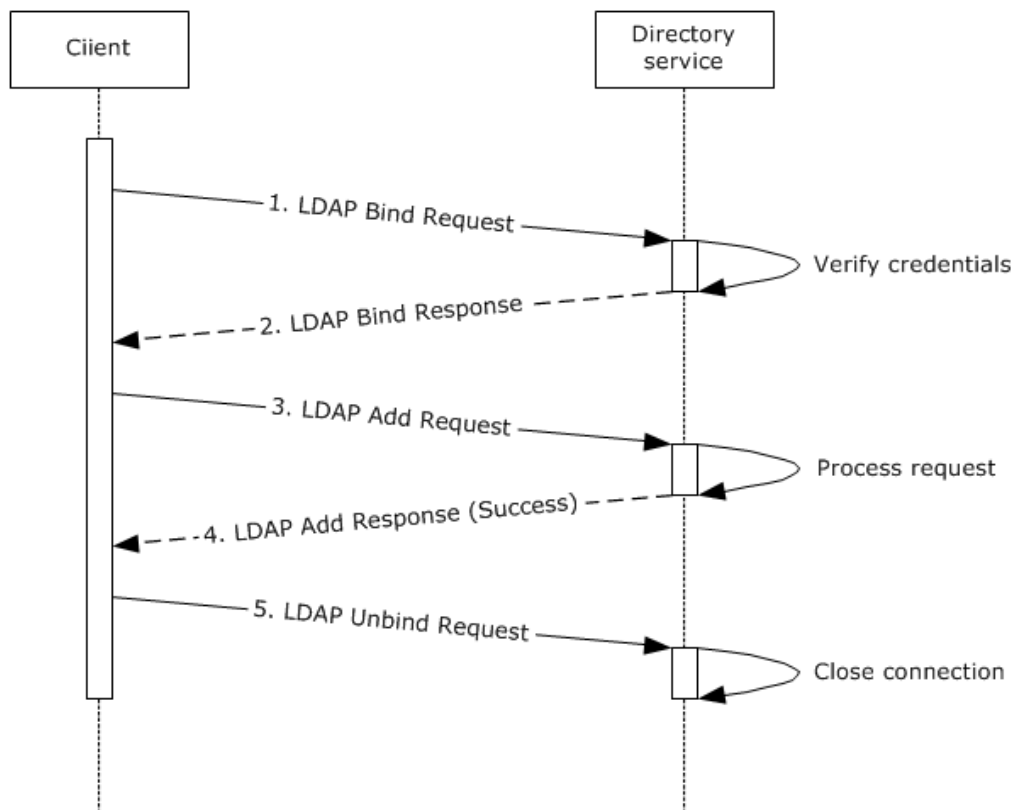 Ciient
Directory
service
1. LDAP Bind Request
Verify credentials
2. LDAP Bind Response
3. LDAP Add Request
Process request
4. LDAP Add Response (Success)
5. LDAP Unbind Request
Close connection